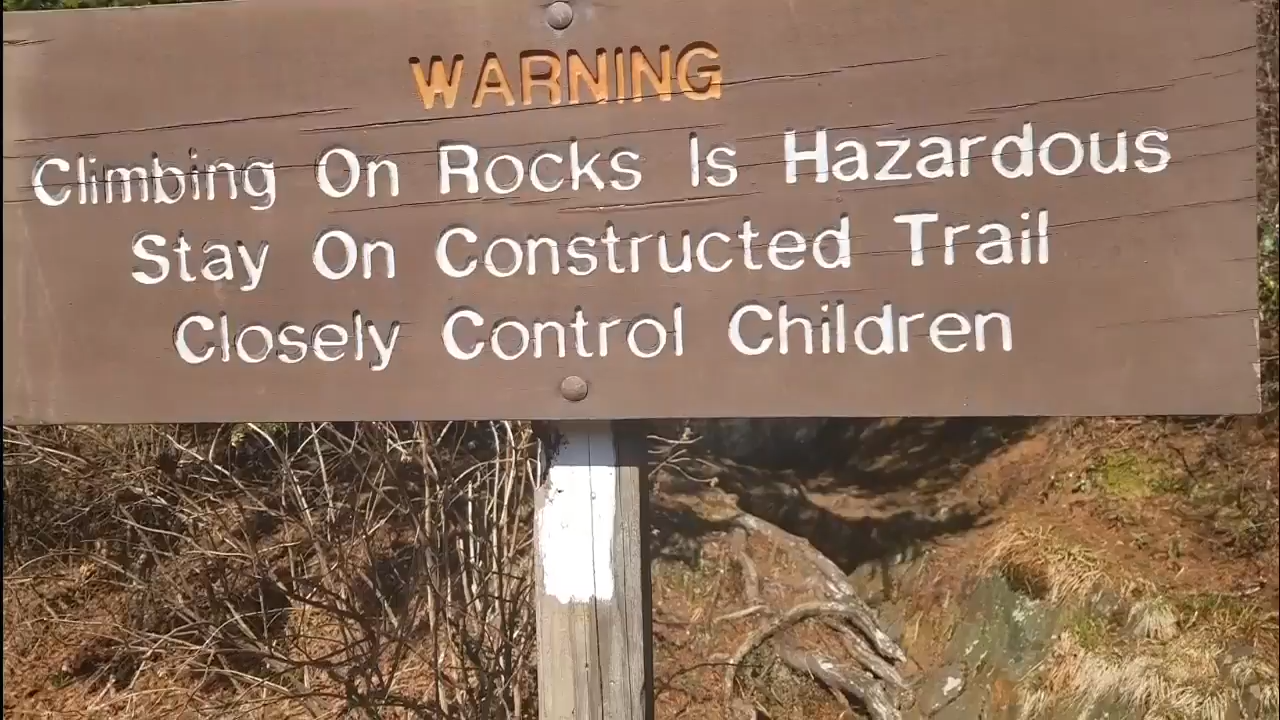 WARNING
Climbing On Rocks Is Hazardous
Stay On Constructed Trail
Closely Control Children